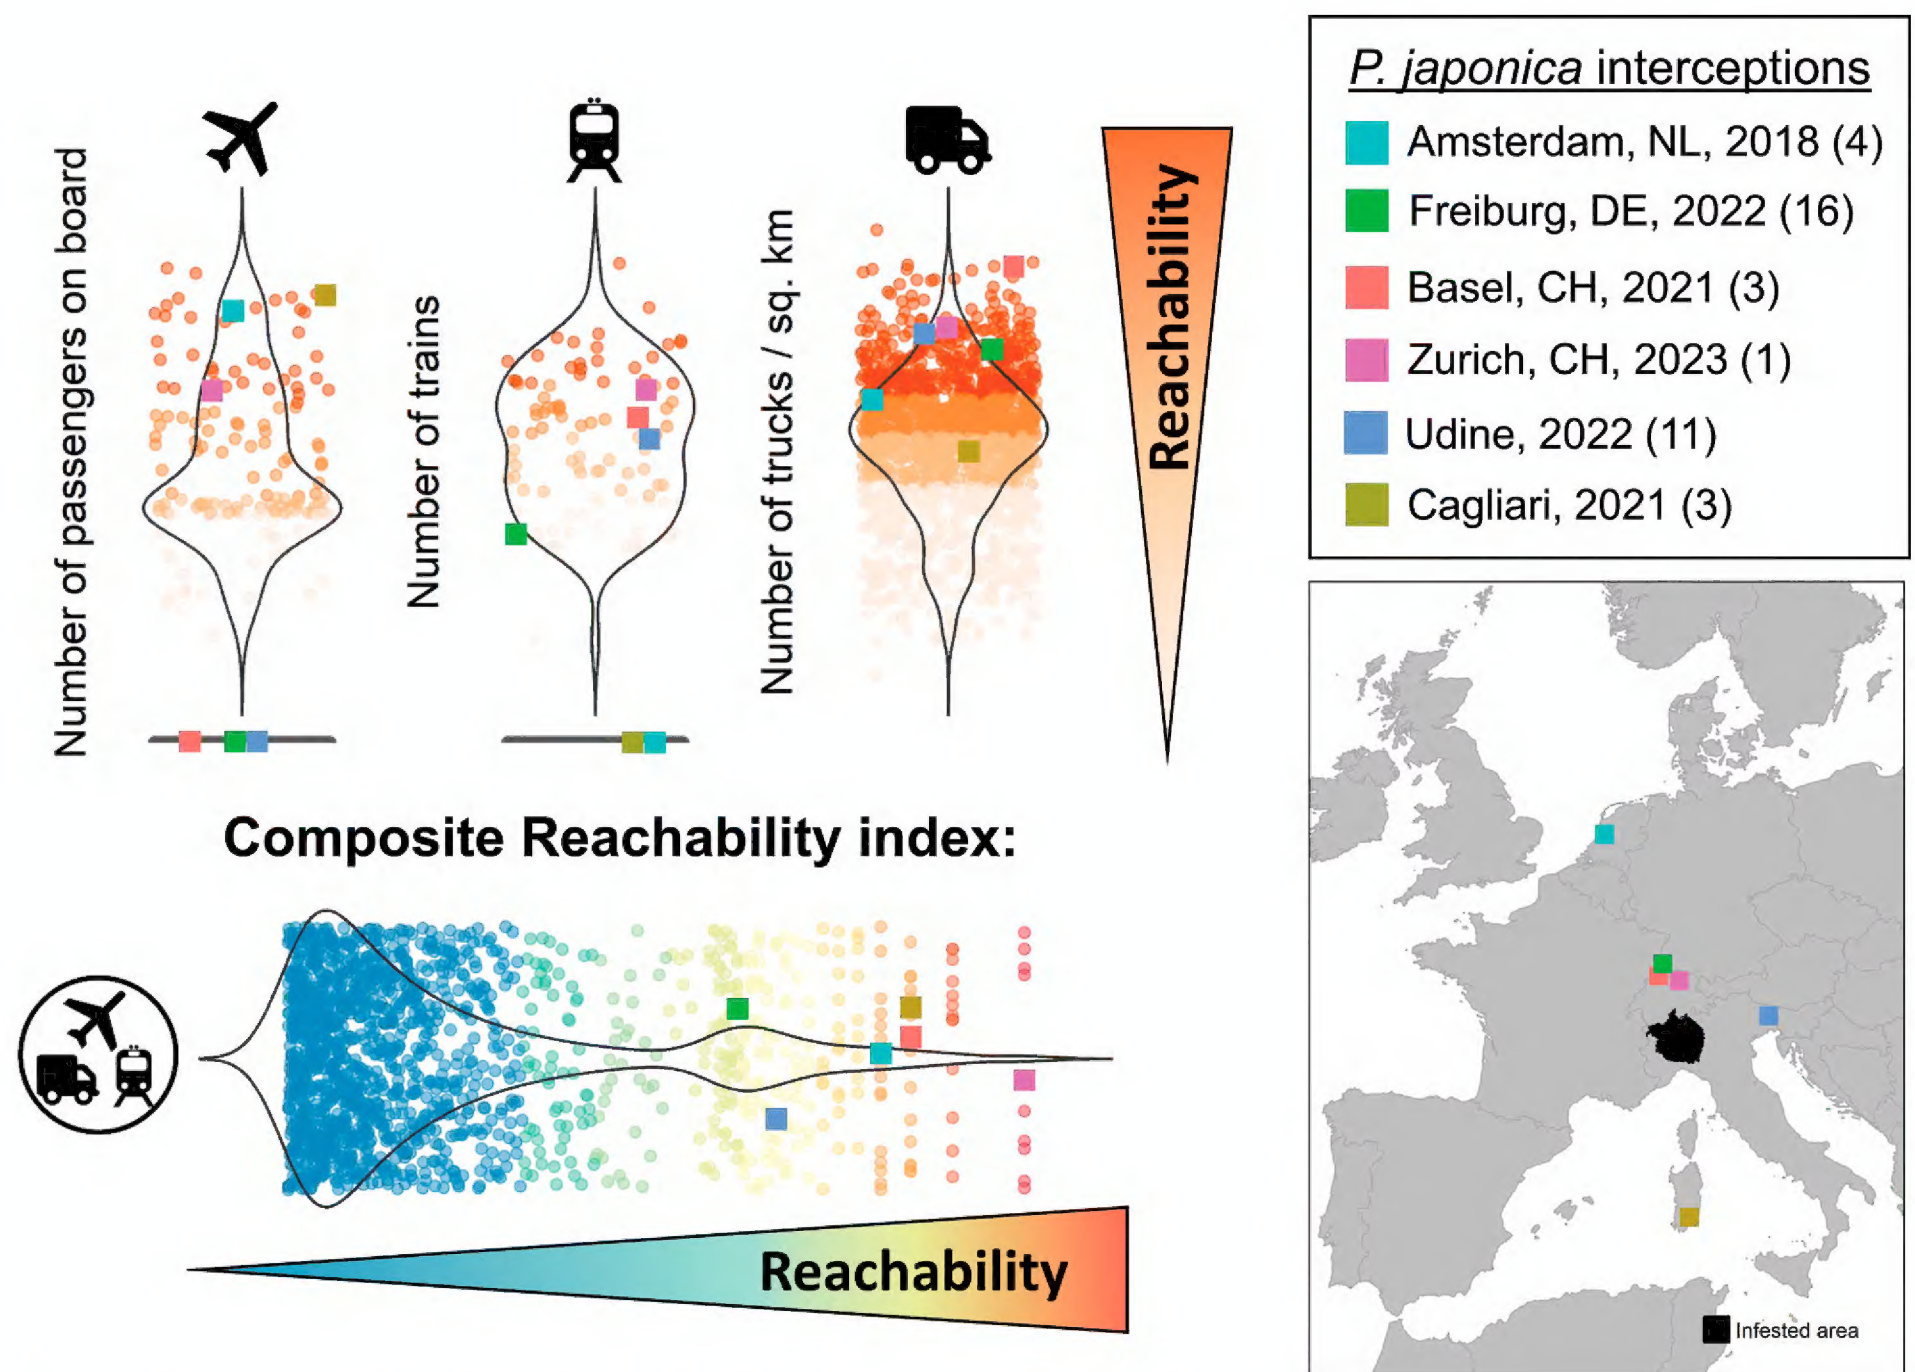 Number of passengers on board
Number of trains
Number of trucks / sq. km
Reachability
P. japonica interceptions
Amsterdam, NL, 2018 (4)
Freiburg, DE, 2022 (16)
Basel, CH, 2021 (3)
Zurich, CH, 2023 (1)
Udine, 2022 (11)
Cagliari, 2021 (3)
Composite Reachability index:
Reachability
Infested area